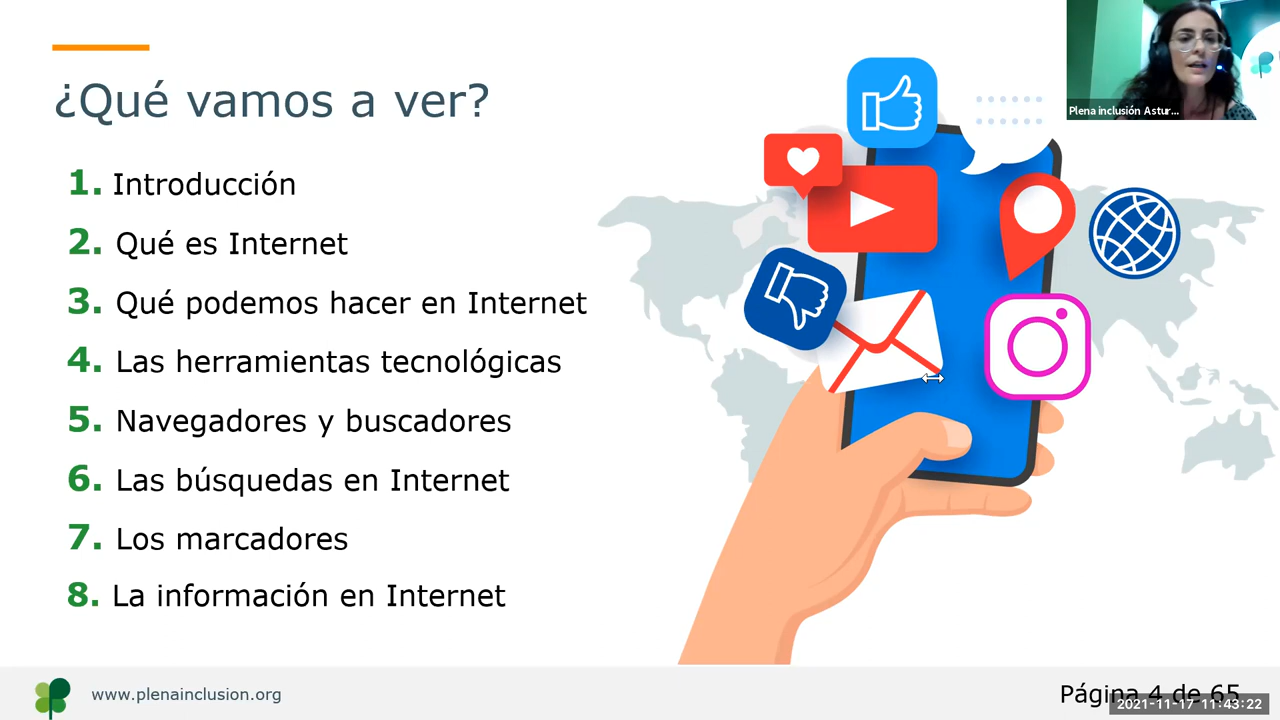 ¿Qué vamos a ver?
1. Introducción
2. Qué es Internet
3. Qué podemos hacer en Internet
4. Las herramientas tecnológicas
5. Navegadores y buscadores
6. Las búsquedas en Internet
7. Los marcadores
8. La información en Internet
Plena inclusión Astur...
www.plenainclusion.org
Página 4 de 65
2021-11-17 11:43:22